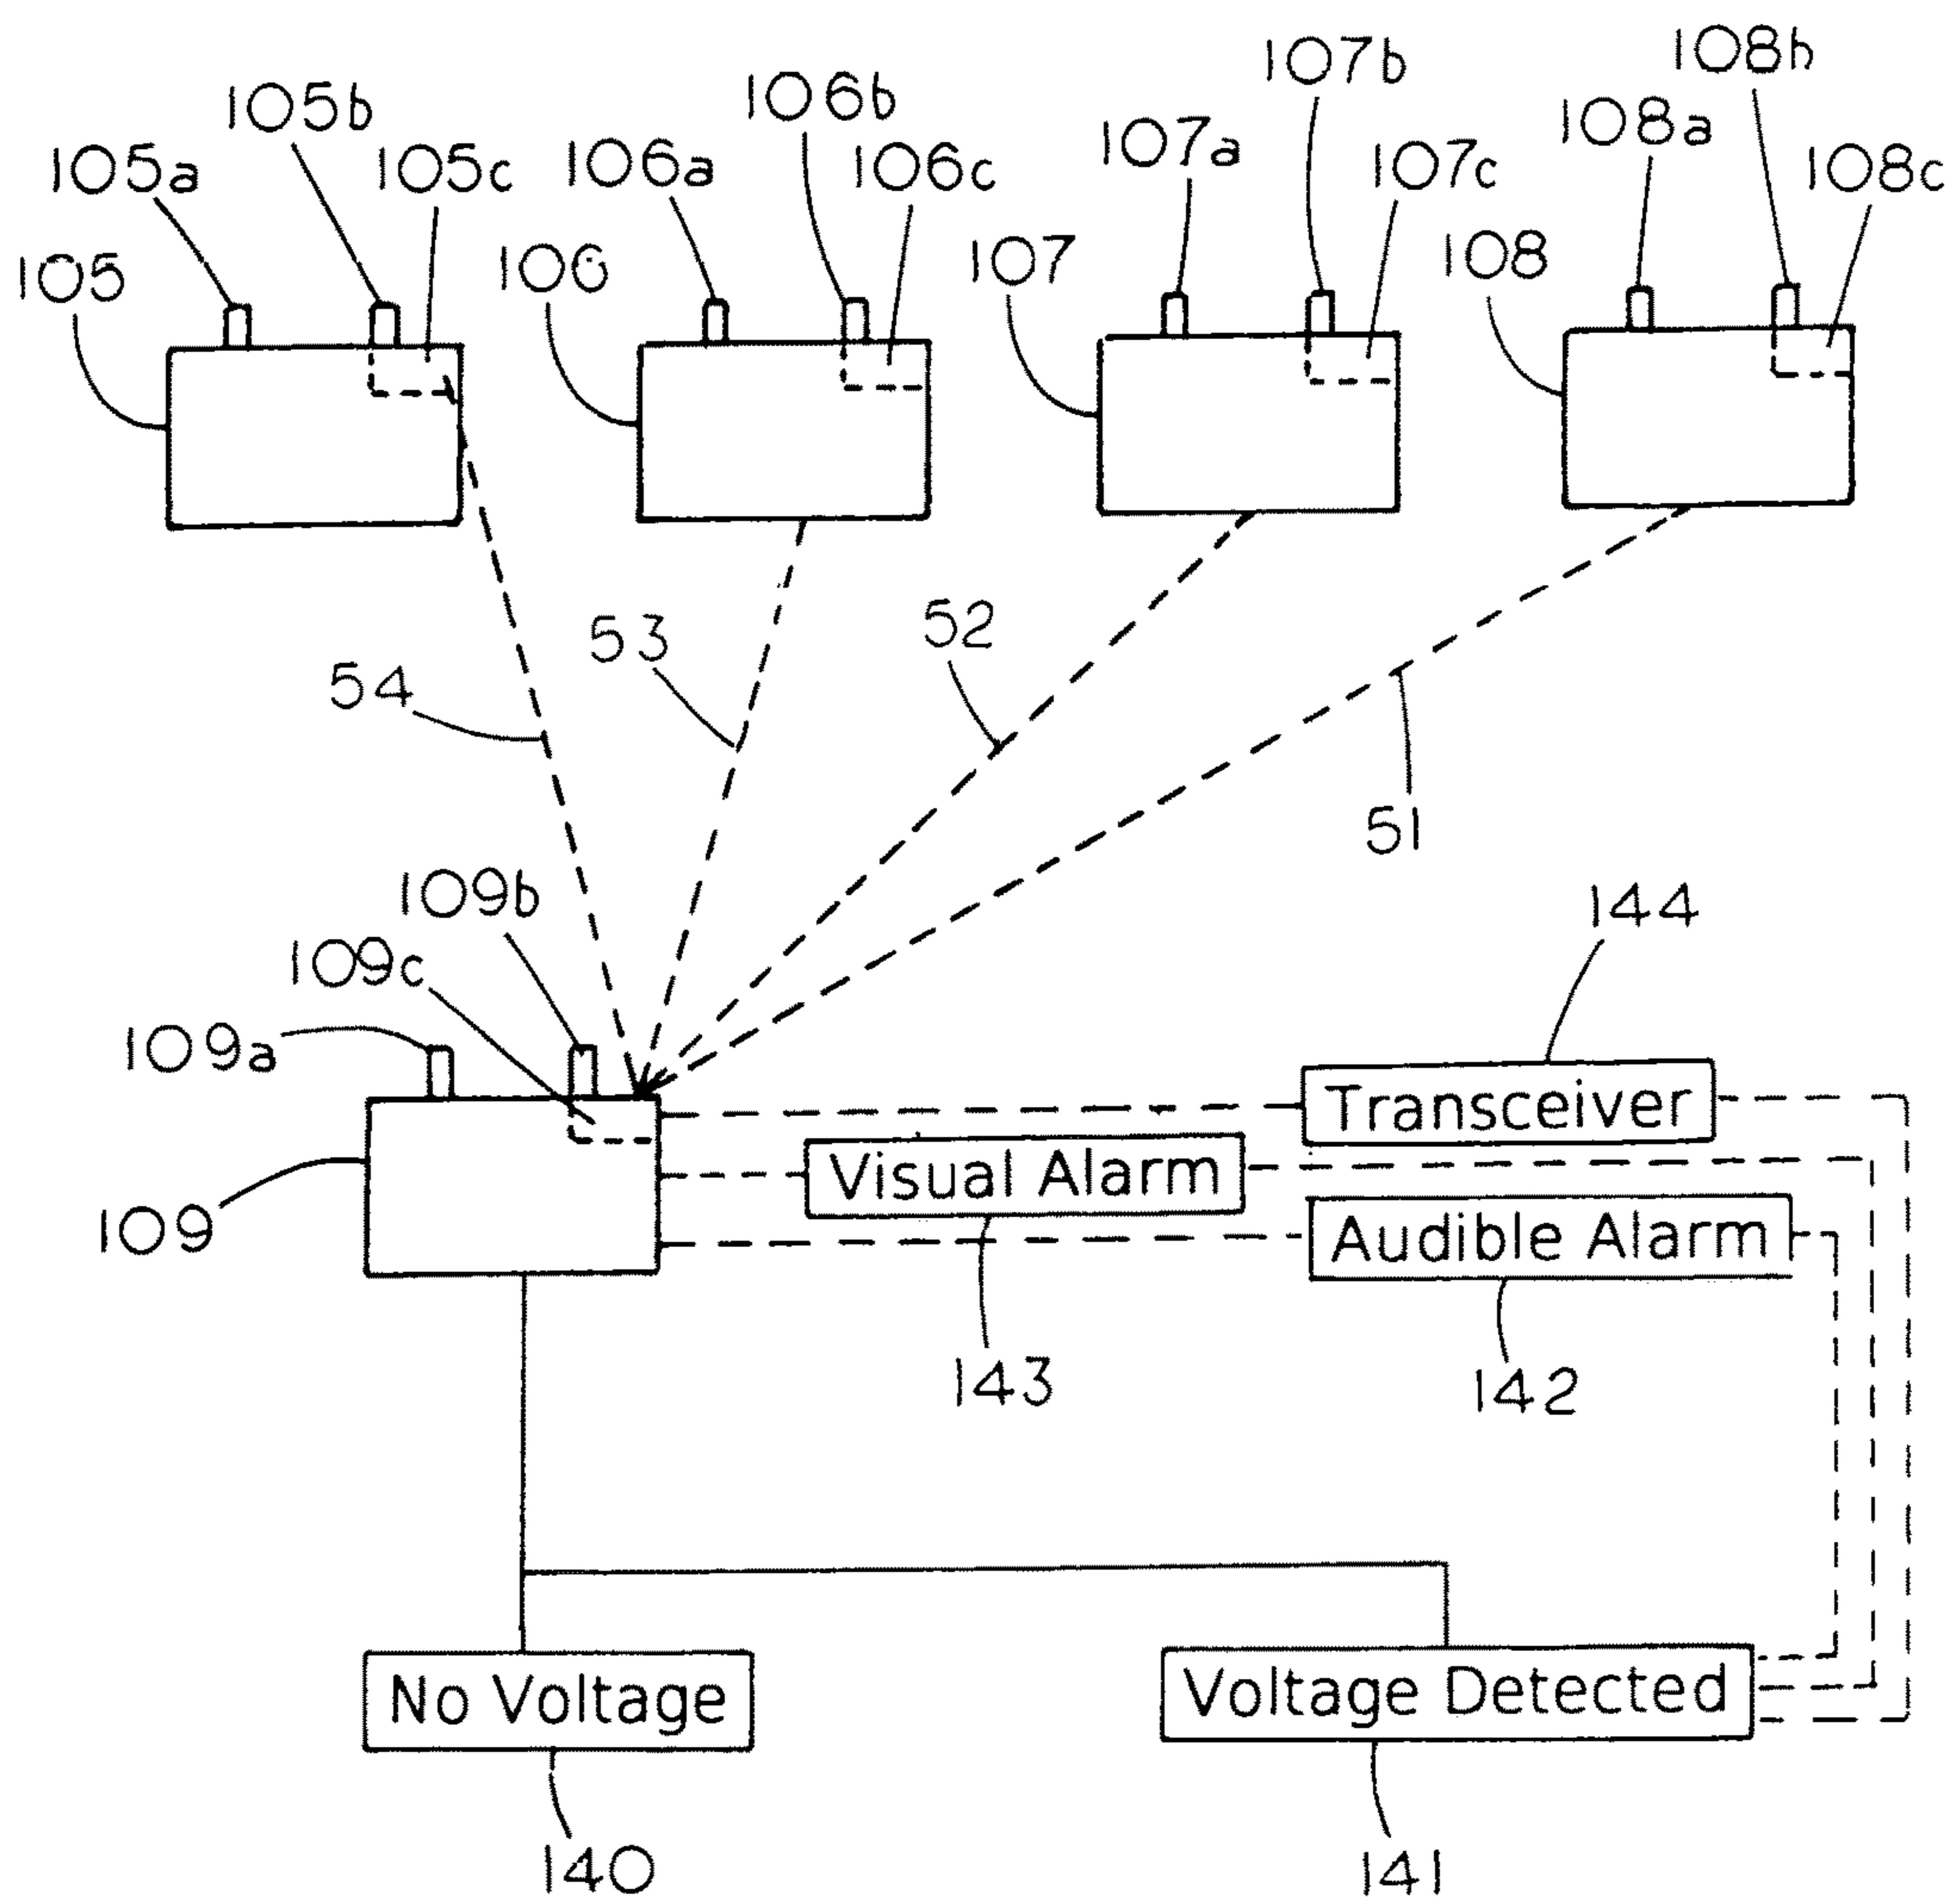 105
105a
105b
105c
106
106a
106b
106c
107
107a
107b
107c
108
108a
108b
108c
54
53
52
51
109
109a
109c
109b
144
Transceiver
Visual Alarm
Audible Alarm
143
142
No Voltage
Voltage Detected
140
141